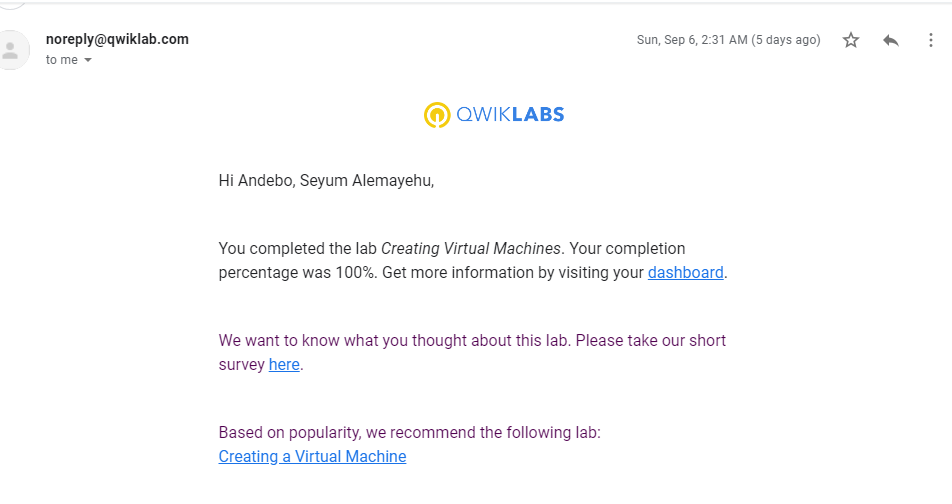 noreply@qwiklab.com
Sun, Sep 6, 2:31 AM (5 days ago)
to me
QWIKLABS
Hi Andebo, Seyum Alemayehu,
You completed the lab Creating Virtual Machines. Your completion
percentage was 100%. Get more information by visiting your dashboard.
We want to know what you thought about this lab. Please take our short
survey here.
Based on popularity, we recommend the following lab:
Creating a Virtual Machine